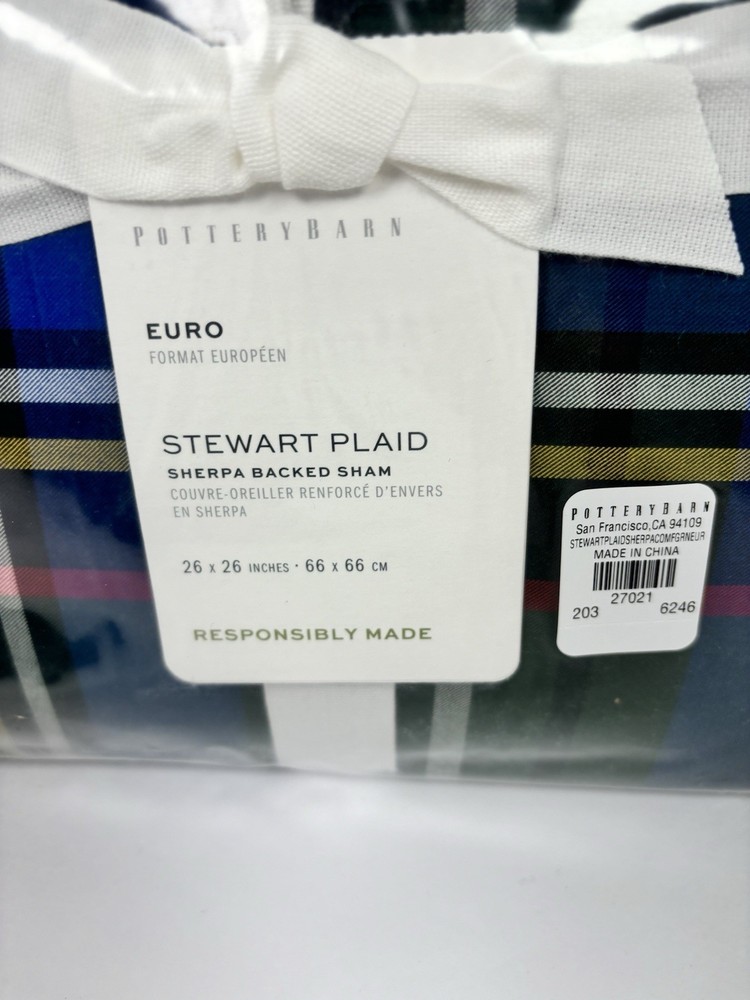 POTTERYBARN
EURO
FORMAT EUROPÉEN
STEWART PLAID
SHERPA BACKED SHAM
COUVRE-OREILLER RENFORCÉ D'ENVERS
EN SHERPA
26 X 26 INCHES · 66 X 66 CM
RESPONSIBLY MADE
POTTERYBARN
San Francisco,CA 94109
STEWARTPLAIDSHERPACOMFGRNEUR
MADE IN CHINA
27021
203 6246